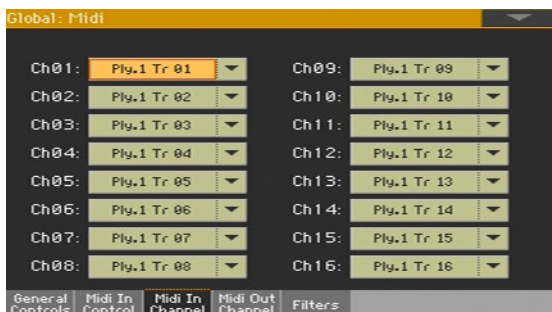 Global: Midi
Ch01: Ply.1 Tr 01
Ch02: Ply.1 Tr 02
Ch03: Ply.1 Tr 03
Ch04: Ply.1 Tr 04
Ch05: Ply.1 Tr 05
Ch06: Ply.1 Tr 06
Ch07: Ply.1 Tr 07
Ch08: Ply.1 Tr 08
Ch09: Ply.1 Tr 09
Ch10: Ply.1 Tr 10
Ch11: Ply.1 Tr 11
Ch12: Ply.1 Tr 12
Ch13: Ply.1 Tr 13
Ch14: Ply.1 Tr 14
Ch15: Ply.1 Tr 15
Ch16: Ply.1 Tr 16
General
Controls
Midi In
Control
Midi In
Channel
Midi Out
Channel
Filters